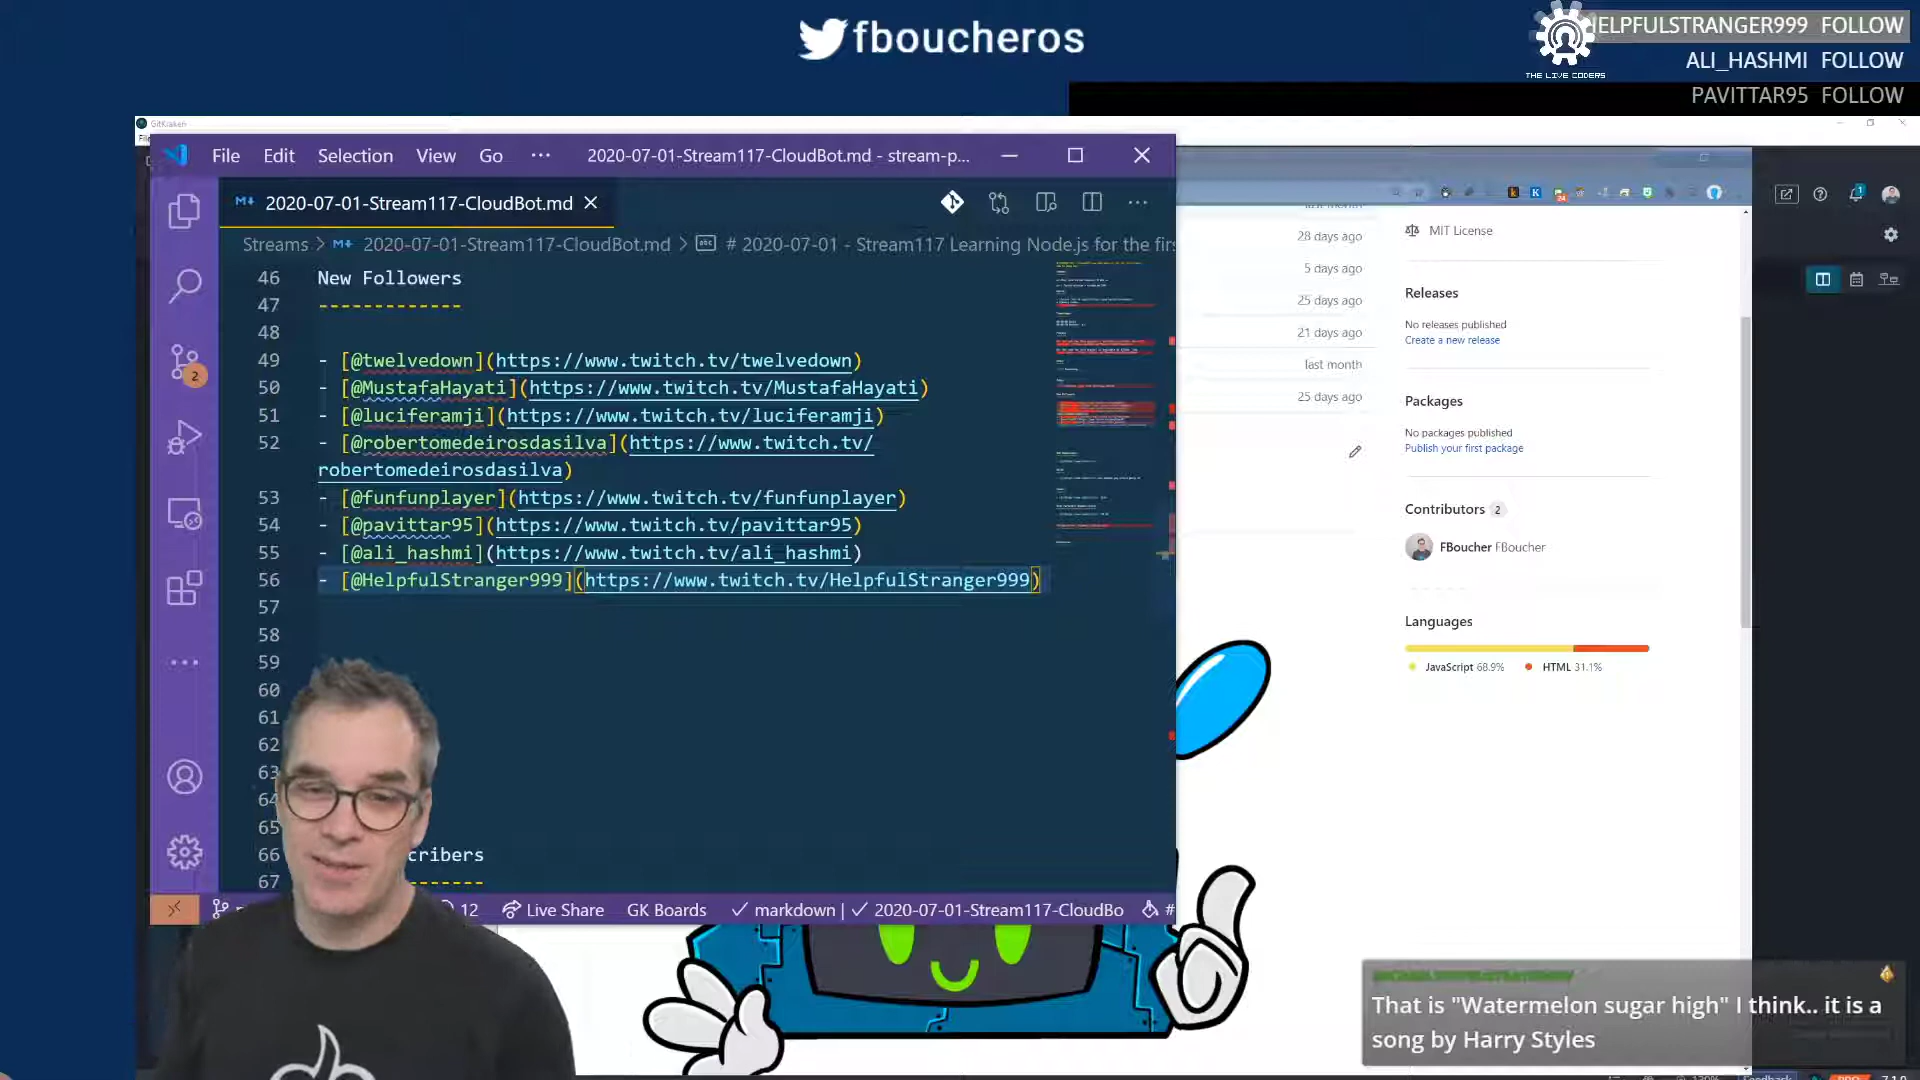 fboucheros
HELPFULSTRANGER999 FOLLOW
ALI_HASHMI FOLLOW
PAVITTAR95 FOLLOW
THE LIVE CODERS
GitKraken
File Edit Selection View Go ··· 2020-07-01-Stream117-CloudBot.md - stream-p...
2020-07-01-Stream117-CloudBot.md
Streams > 2020-07-01-Stream117-CloudBot.md > # 2020-07-01 - Stream117 Learning Node.js for the firs
46 New Followers
47 -------------
48
49 - [@twelvedown](https://www.twitch.tv/twelvedown)
50 - [@MustafaHayati](https://www.twitch.tv/MustafaHayati)
51 - [@luciferamji](https://www.twitch.tv/luciferamji)
52 - [@robertomedeirosdasilva](https://www.twitch.tv/
robertomedeirosdasilva)
53 - [@funfunplayer](https://www.twitch.tv/funfunplayer)
54 - [@pavittar95](https://www.twitch.tv/pavittar95)
55 - [@ali_hashmi](https://www.twitch.tv/ali_hashmi)
56 - [@HelpfulStranger999](https://www.twitch.tv/HelpfulStranger999)
57
58
59
60
61
62
63
64
65
66 cribers
67 -------
2
12 Live Share GK Boards markdown | 2020-07-01-Stream117-CloudBo #
last month
28 days ago
5 days ago
25 days ago
21 days ago
last month
25 days ago
MIT License
Releases
No releases published
Create a new release
Packages
No packages published
Publish your first package
Contributors 2
FBoucher FBoucher
Languages
JavaScript 68.9% HTML 31.1%
That is "Watermelon sugar high" I think.. it is a
song by Harry Styles